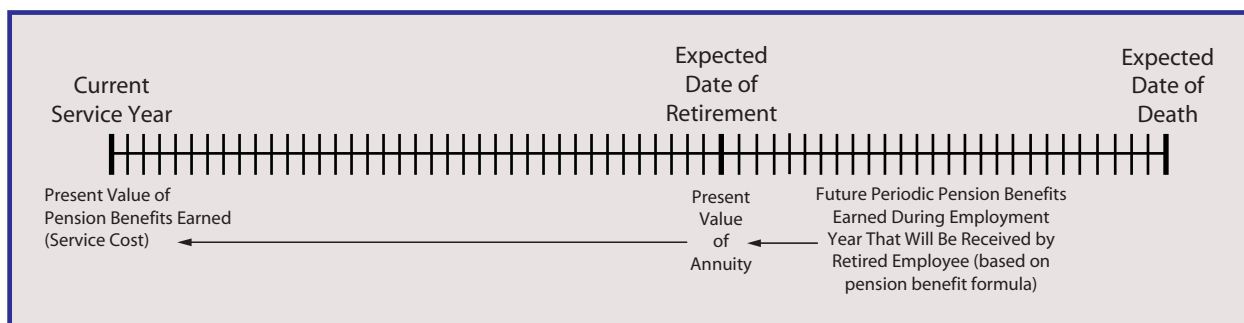 Current
Service Year
Expected
Date of
Retirement
Expected
Date of
Death
Present Value of
Pension Benefits Earned
(Service Cost)
Present
Value
of
Annuity
Future Periodic Pension Benefits
Earned During Employment
Year That Will Be Received by
Retired Employee (based on
pension benefit formula)